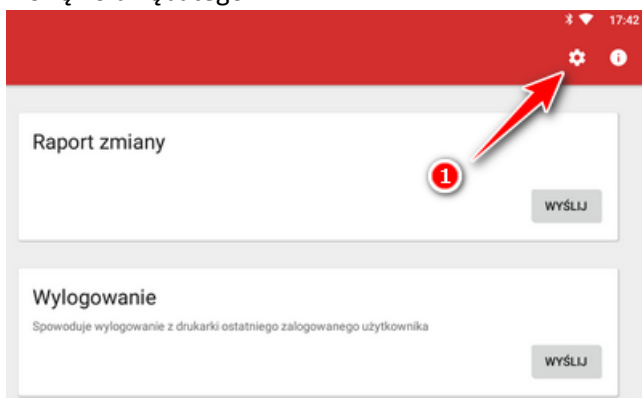 17:42
Raport zmiany
1
WYŚLIJ
Wylogowanie
Spowoduje wylogowanie z drukarki ostatniego zalogowanego użytkownika
WYŚLIJ